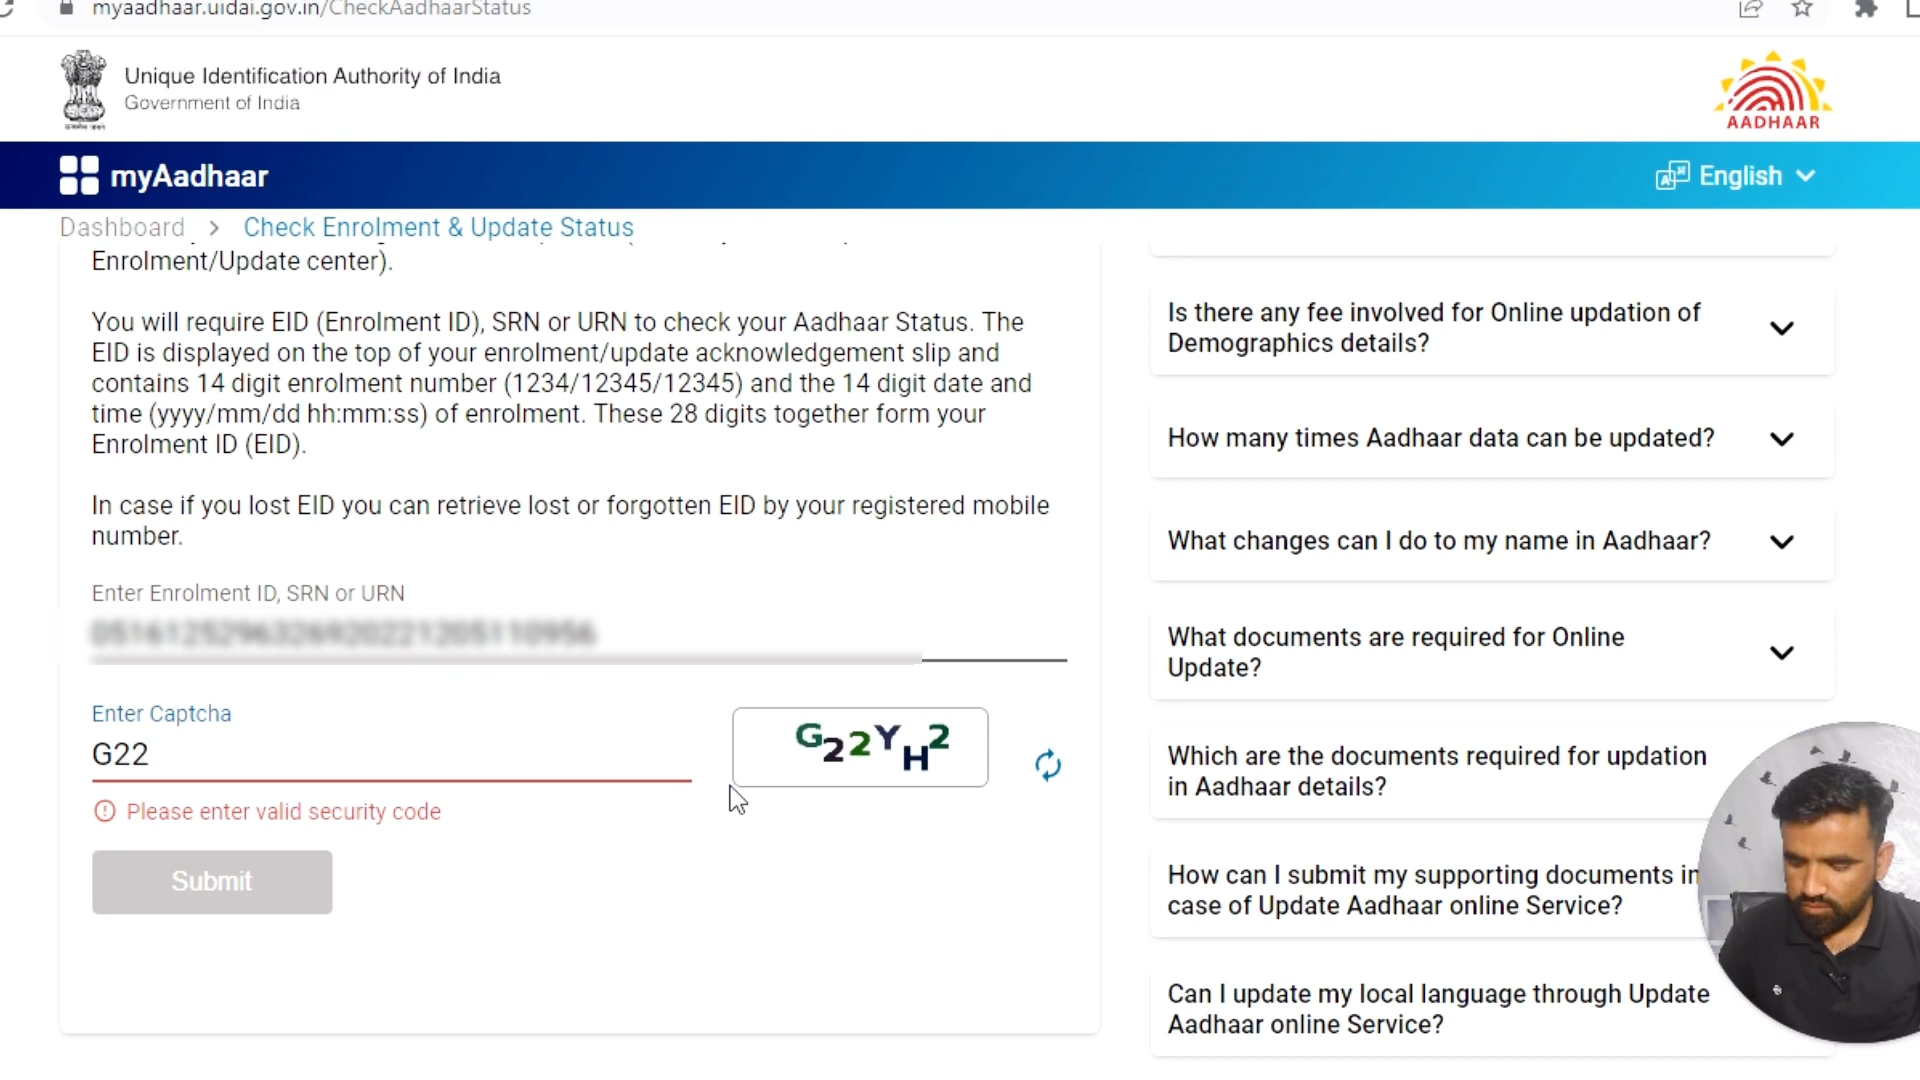 myaadhaar.uidai.gov.in/CheckAadhaarStatus
Unique Identification Authority of India
Government of India
AADHAAR
myAadhaar
English
Dashboard > Check Enrolment & Update Status
Enrolment/Update center).
You will require EID (Enrolment ID), SRN or URN to check your Aadhaar Status. The
EID is displayed on the top of your enrolment/update acknowledgement slip and
contains 14 digit enrolment number (1234/12345/12345) and the 14 digit date and
time (yyyy/mm/dd hh:mm:ss) of enrolment. These 28 digits together form your
Enrolment ID (EID).
In case if you lost EID you can retrieve lost or forgotten EID by your registered mobile
number.
Enter Enrolment ID, SRN or URN
Enter Captcha
G22
G22YH2
Please enter valid security code
Submit
Is there any fee involved for Online updation of
Demographics details?
How many times Aadhaar data can be updated?
What changes can I do to my name in Aadhaar?
What documents are required for Online
Update?
Which are the documents required for updation
in Aadhaar details?
How can I submit my supporting documents in
case of Update Aadhaar online Service?
Can I update my local language through Update
Aadhaar online Service?